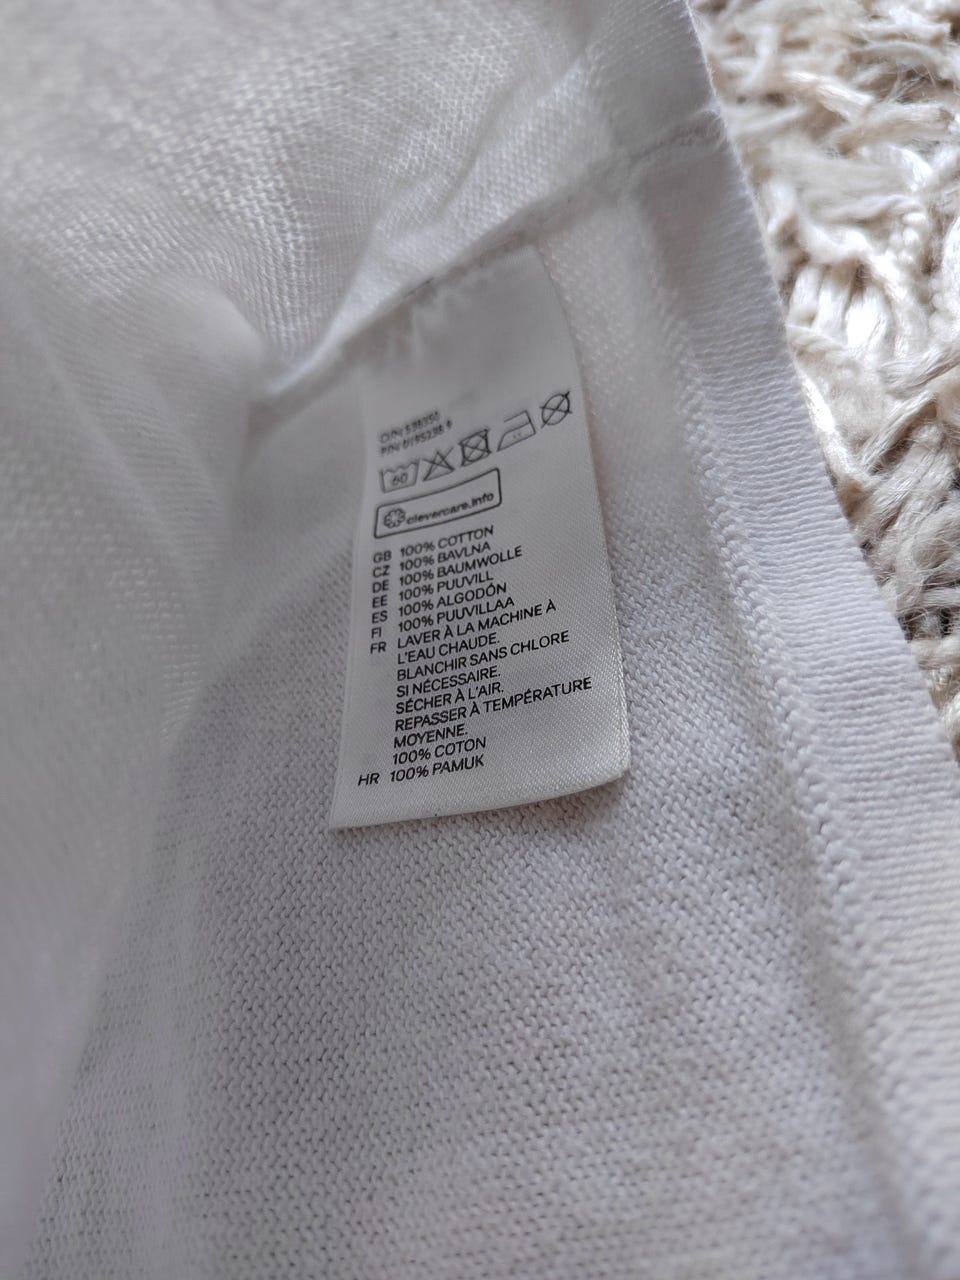 60
clevercare.info
GB 100% COTTON
CZ 100% BAVLNA
DE 100% BAUMWOLLE
EE 100% PUUVILL
ES 100% ALGODÓN
FI 100% PUUVILLAA
FR LAVER À LA MACHINE À
L'EAU CHAUDE.
BLANCHIR SANS CHLORE
SI NÉCESSAIRE.
SÉCHER À L'AIR.
REPASSER À TEMPÉRATURE
MOYENNE.
100% COTON
HR 100% PAMUK